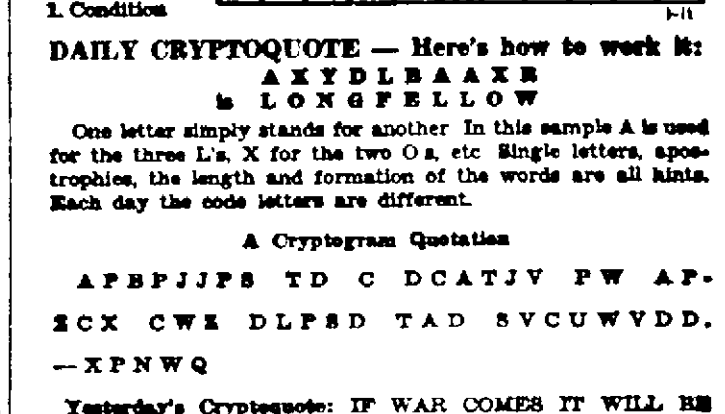 1. Condition
DAILY CRYPTOQUOTE — Here's how to work it:
A X Y D L B A A X R
is L O N G F E L L O W
One letter simply stands for another In this sample A is used
for the three L's, X for the two O s, etc Single letters, apos-
trophies, the length and formation of the words are all hints.
Each day the code letters are different.
A Cryptogram Quotation
A P B P J J P S T D C D C A T J V P W A P -
Z C X C W Z D L P S D T A D S V C U W V D D .
— X P N W Q
Yesterday's Cryptoquote: IF WAR COMES IT WILL BE